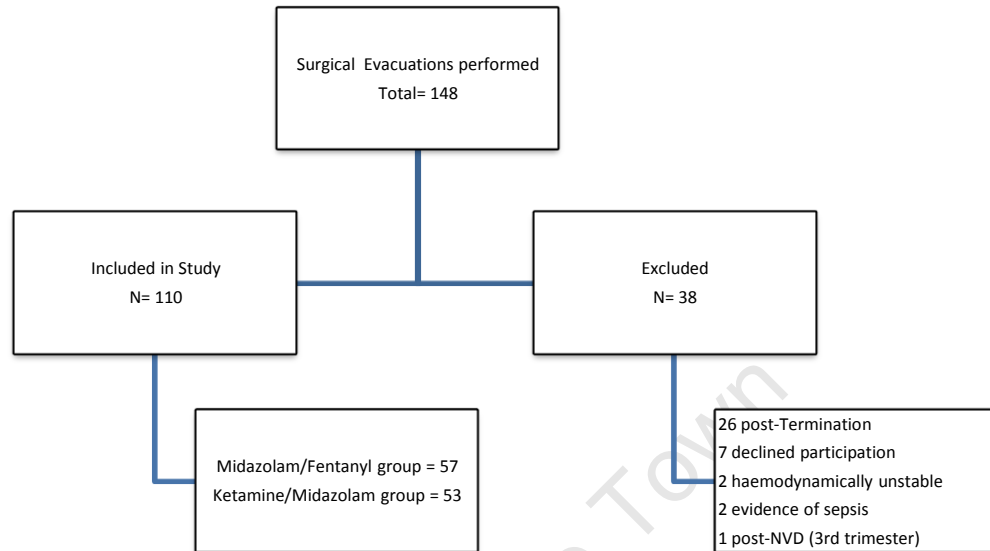 Surgical Evacuations performed
Total= 148
Included in Study
N= 110
Excluded
N= 38
Midazolam/Fentanyl group = 57
Ketamine/Midazolam group = 53
26 post-Termination
7 declined participation
2 haemodynamically unstable
2 evidence of sepsis
1 post-NVD (3rd trimester)
Town